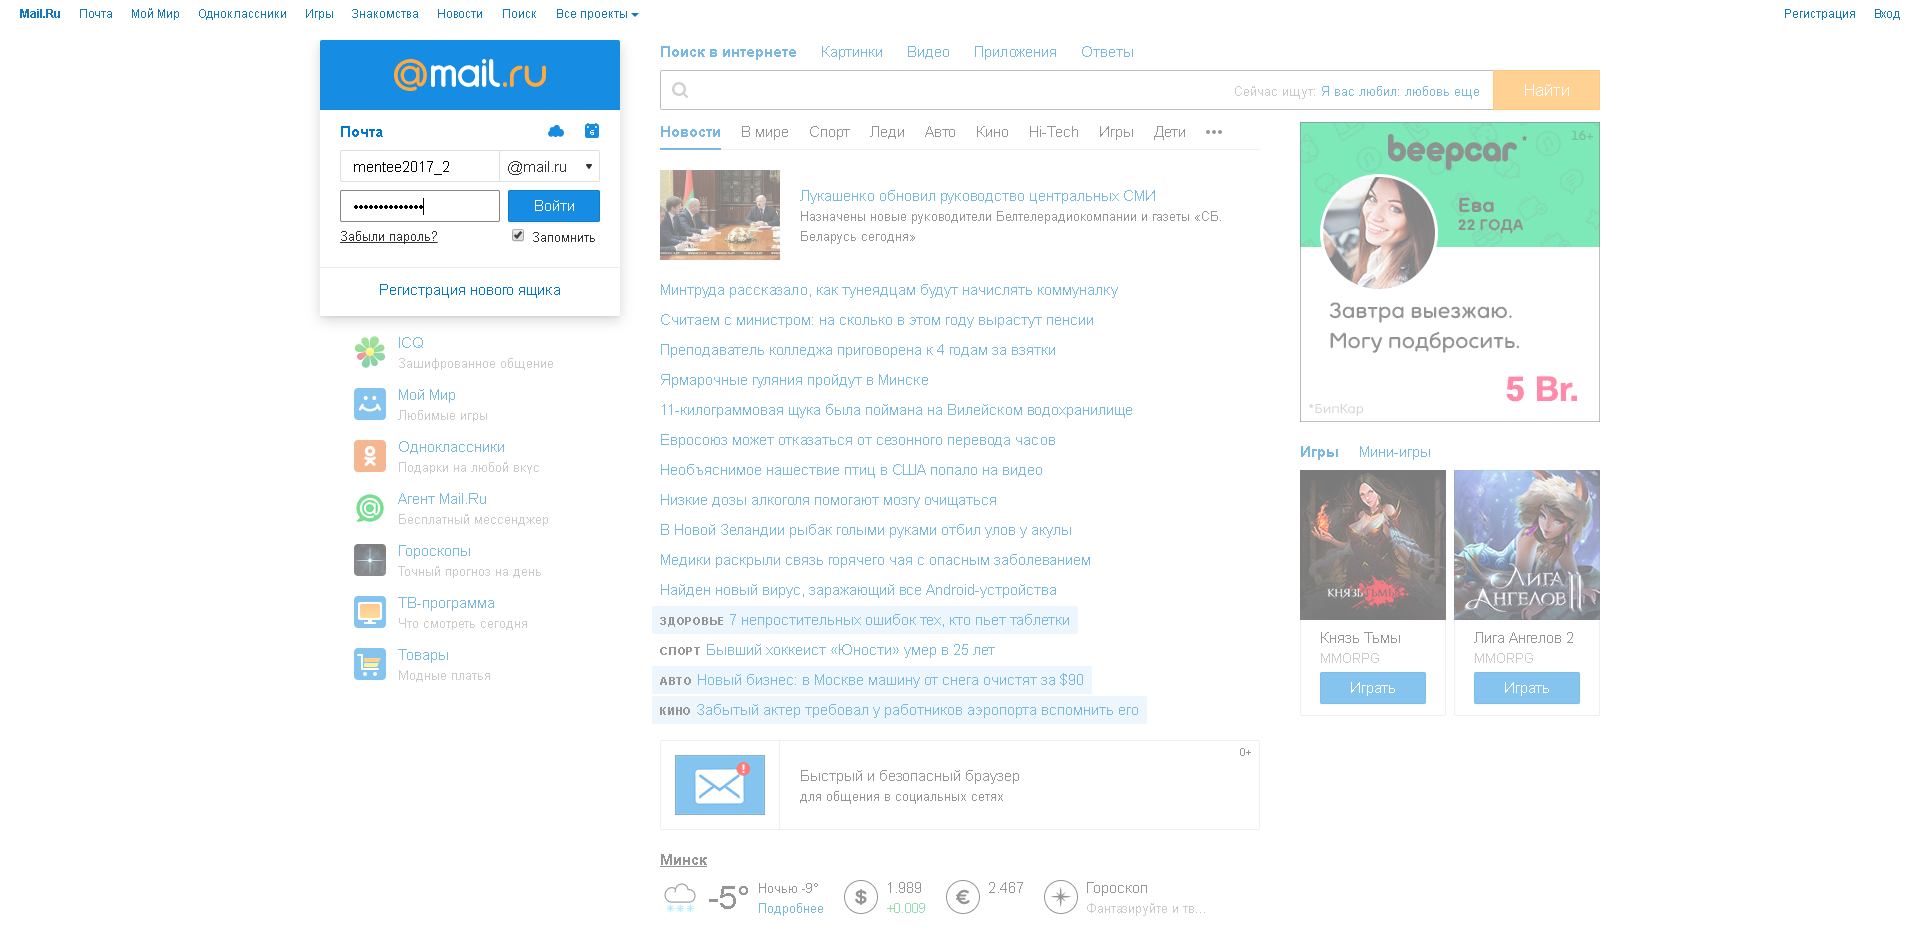 Mail.Ru Почта Мой Мир Одноклассники Игры Знакомства Новости Поиск Все проекты Регистрация Вход
@mail.ru
Почта
6
mentee2017_2 @mail.ru
••••••••••••••
Войти
Забыли пароль? Запомнить
Регистрация нового ящика
ICQ
Зашифрованное общение
Мой Мир
Любимые игры
Одноклассники
Подарки на любой вкус
Агент Mail.Ru
Бесплатный мессенджер
Гороскопы
Точный прогноз на день
ТВ-программа
Что смотреть сегодня
Товары
Модные платья
Поиск в интернете Картинки Видео Приложения Ответы
Сейчас ищут: Я вас любил: любовь еще Найти
Новости В мире Спорт Леди Авто Кино Hi-Tech Игры Дети •••
Лукашенко обновил руководство центральных СМИ
Назначены новые руководители Белтелерадиокомпании и газеты «СБ.
Беларусь сегодня»
Минтруда рассказало, как тунеядцам будут начислять коммуналку
Считаем с министром: на сколько в этом году вырастут пенсии
Преподаватель колледжа приговорена к 4 годам за взятки
Ярмарочные гуляния пройдут в Минске
11-килограммовая щука была поймана на Вилейском водохранилище
Евросоюз может отказаться от сезонного перевода часов
Необъяснимое нашествие птиц в США попало на видео
Низкие дозы алкоголя помогают мозгу очищаться
В Новой Зеландии рыбак голыми руками отбил улов у акулы
Медики раскрыли связь горячего чая с опасным заболеванием
Найден новый вирус, заражающий все Android-устройства
ЗДОРОВЬЕ 7 непростительных ошибок тех, кто пьет таблетки
СПОРТ Бывший хоккеист «Юности» умер в 25 лет
АВТО Новый бизнес: в Москве машину от снега очистят за $90
КИНО Забытый актер требовал у работников аэропорта вспомнить его
0+
Быстрый и безопасный браузер
для общения в социальных сетях
Минск
-5° Ночью -9°
Подробнее
$ 1.989
+0.009
€ 2.467
Гороскоп
Фантазируйте и тв...
16+
beepcar*
Ева
22 ГОДА
Завтра выезжаю.
Могу подбросить.
5 Br.
*БипКар
Игры Мини-игры
КНЯЗЬ ТЬМЫ
ЛИГА
АНГЕЛОВ II
Князь Тьмы
MMORPG
Играть
Лига Ангелов 2
MMORPG
Играть